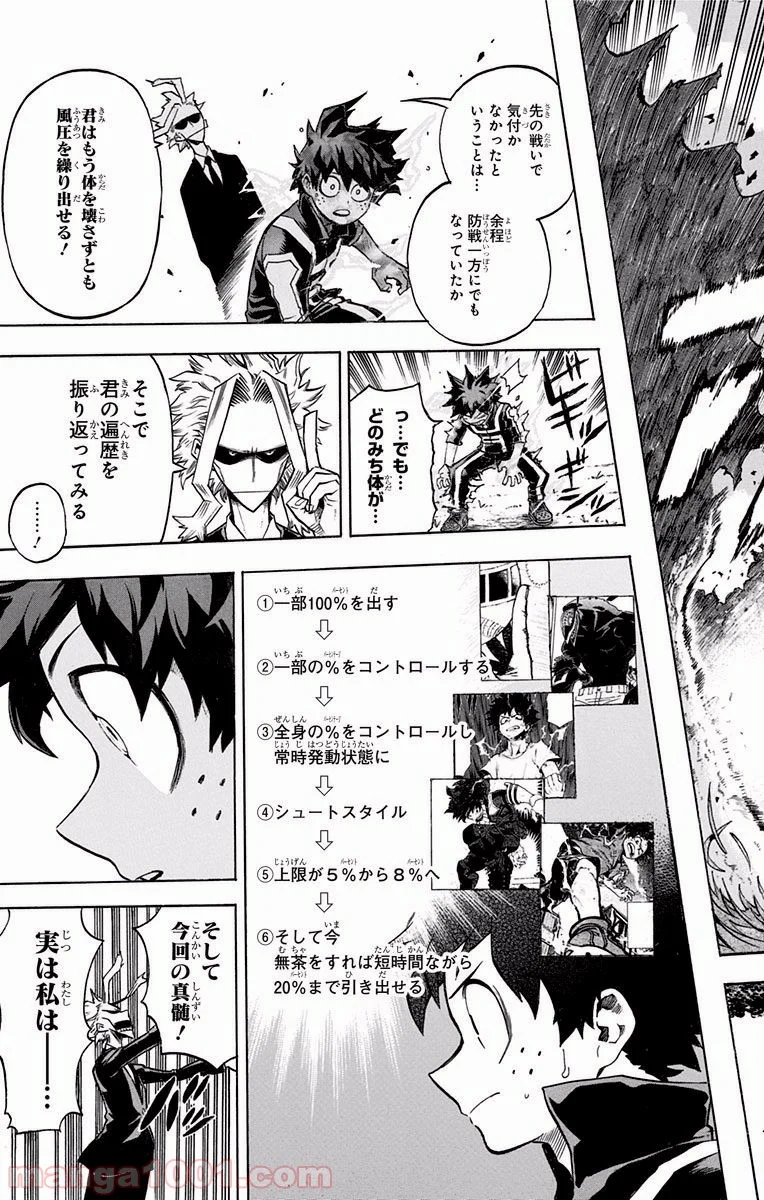 先の戦いで
気付か
なかったと
いうことは…
余程
防戦一方にでも
なっていたか
君はもう体を壊さずとも
風圧を繰り出せる！
っ…でも…
どのみち体が…
そこで
君の遍歴を
振り返ってみる
……！
①一部100％を出す
⇩
②一部の％をコントロールする
⇩
③全身の％をコントロールし
常時発動状態に
⇩
④シュートスタイル
⇩
⑤上限が５％から８％へ
⇩
⑥そして今
無茶をすれば短時間ながら
20％まで引き出せる
そして
今回の真髄！
実は私は──…
manga1001.com